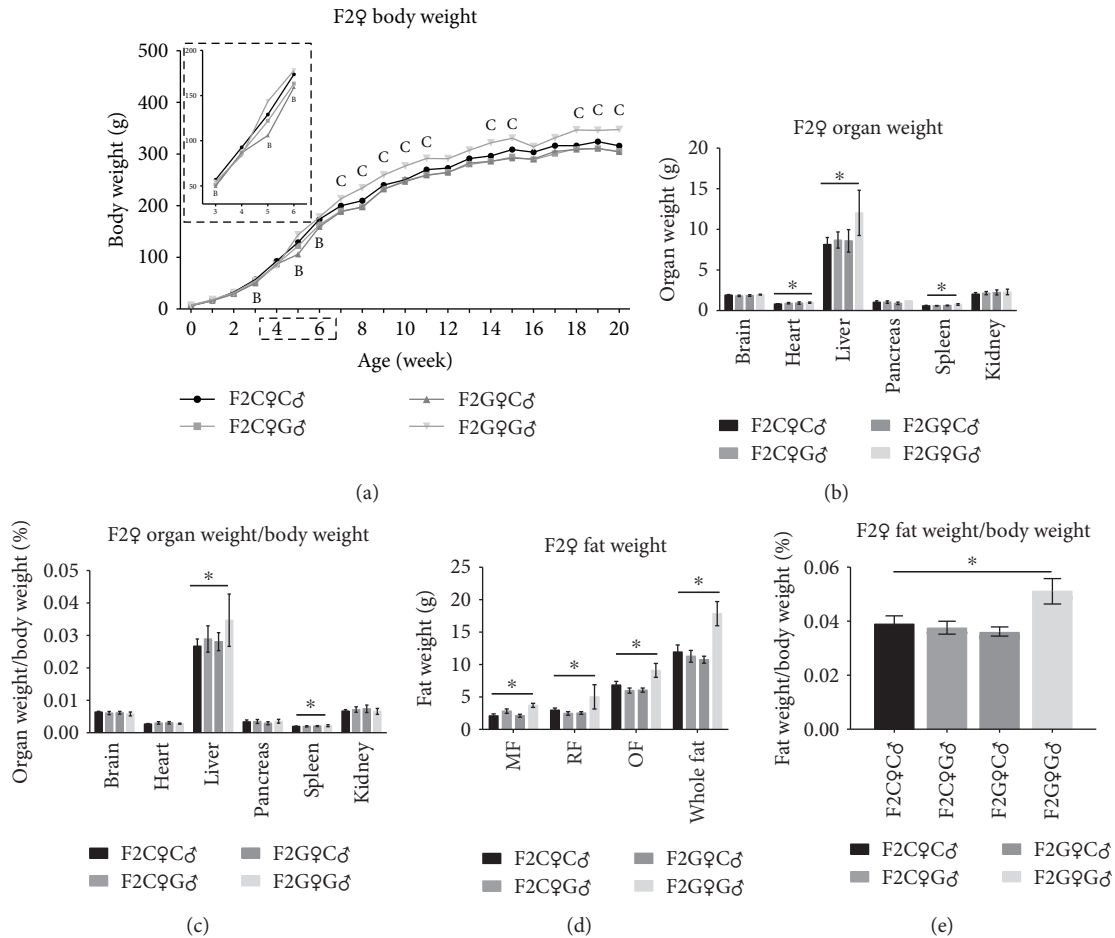 F2♀ body weight
Body weight (g)
500
400
300
200
100
0
200
150
100
50
3 4 5 6
B
B
B
B B B
C C C C C C C C C C
0 2 4 6 8 10 12 14 16 18 20
Age (week)
F2C♀C♂ F2G♀C♂
F2C♀G♂ F2G♀G♂
(a)
F2♀ organ weight
Organ weight (g)
20
15
10
5
0
* * *
Brain Heart Liver Pancreas Spleen Kidney
F2C♀C♂ F2G♀C♂
F2C♀G♂ F2G♀G♂
(b)
F2♀ organ weight/body weight
Organ weight/body weight (%)
0.05
0.04
0.03
0.02
0.01
0.00
* *
Brain Heart Liver Pancreas Spleen Kidney
F2C♀C♂ F2G♀C♂
F2C♀G♂ F2G♀G♂
(c)
F2♀ fat weight
Fat weight (g)
25
20
15
10
5
0
* * * *
MF RF OF Whole fat
F2C♀C♂ F2G♀C♂
F2C♀G♂ F2G♀G♂
(d)
F2♀ fat weight/body weight
Fat weight/body weight (%)
0.06
0.04
0.02
0.00
*
F2C♀C♂ F2C♀G♂ F2G♀C♂ F2G♀G♂
F2C♀C♂ F2G♀C♂
F2C♀G♂ F2G♀G♂
(e)